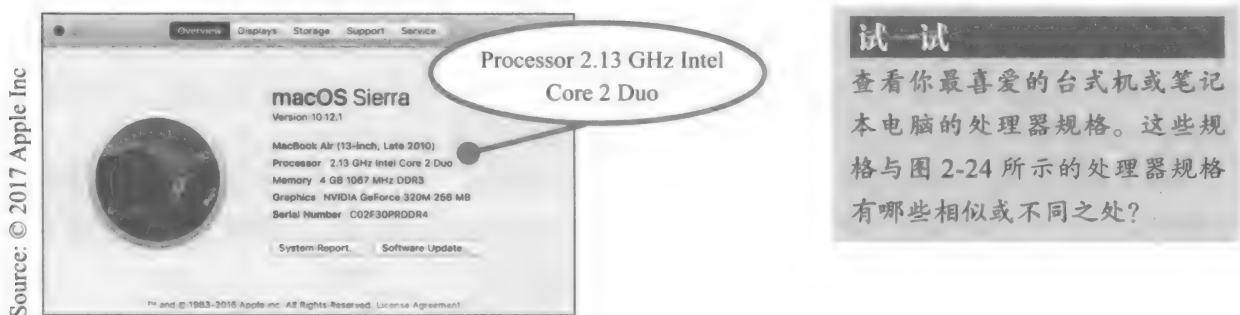 Source: © 2017 Apple Inc
Overview Displays Storage Support Service
macOS Sierra
Version 10.12.1
MacBook Air (13-inch, Late 2010)
Processor 2.13 GHz Intel Core 2 Duo
Memory 4 GB 1067 MHz DDR3
Graphics NVIDIA GeForce 320M 256 MB
Serial Number C02F30PRDDR4
System Report... Software Update...
™ and © 1983-2016 Apple Inc. All Rights Reserved. License Agreement
Processor 2.13 GHz Intel
Core 2 Duo
试一试
查看你最喜爱的台式机或笔记
本电脑的处理器规格。这些规
格与图 2-24 所示的处理器规格
有哪些相似或不同之处?